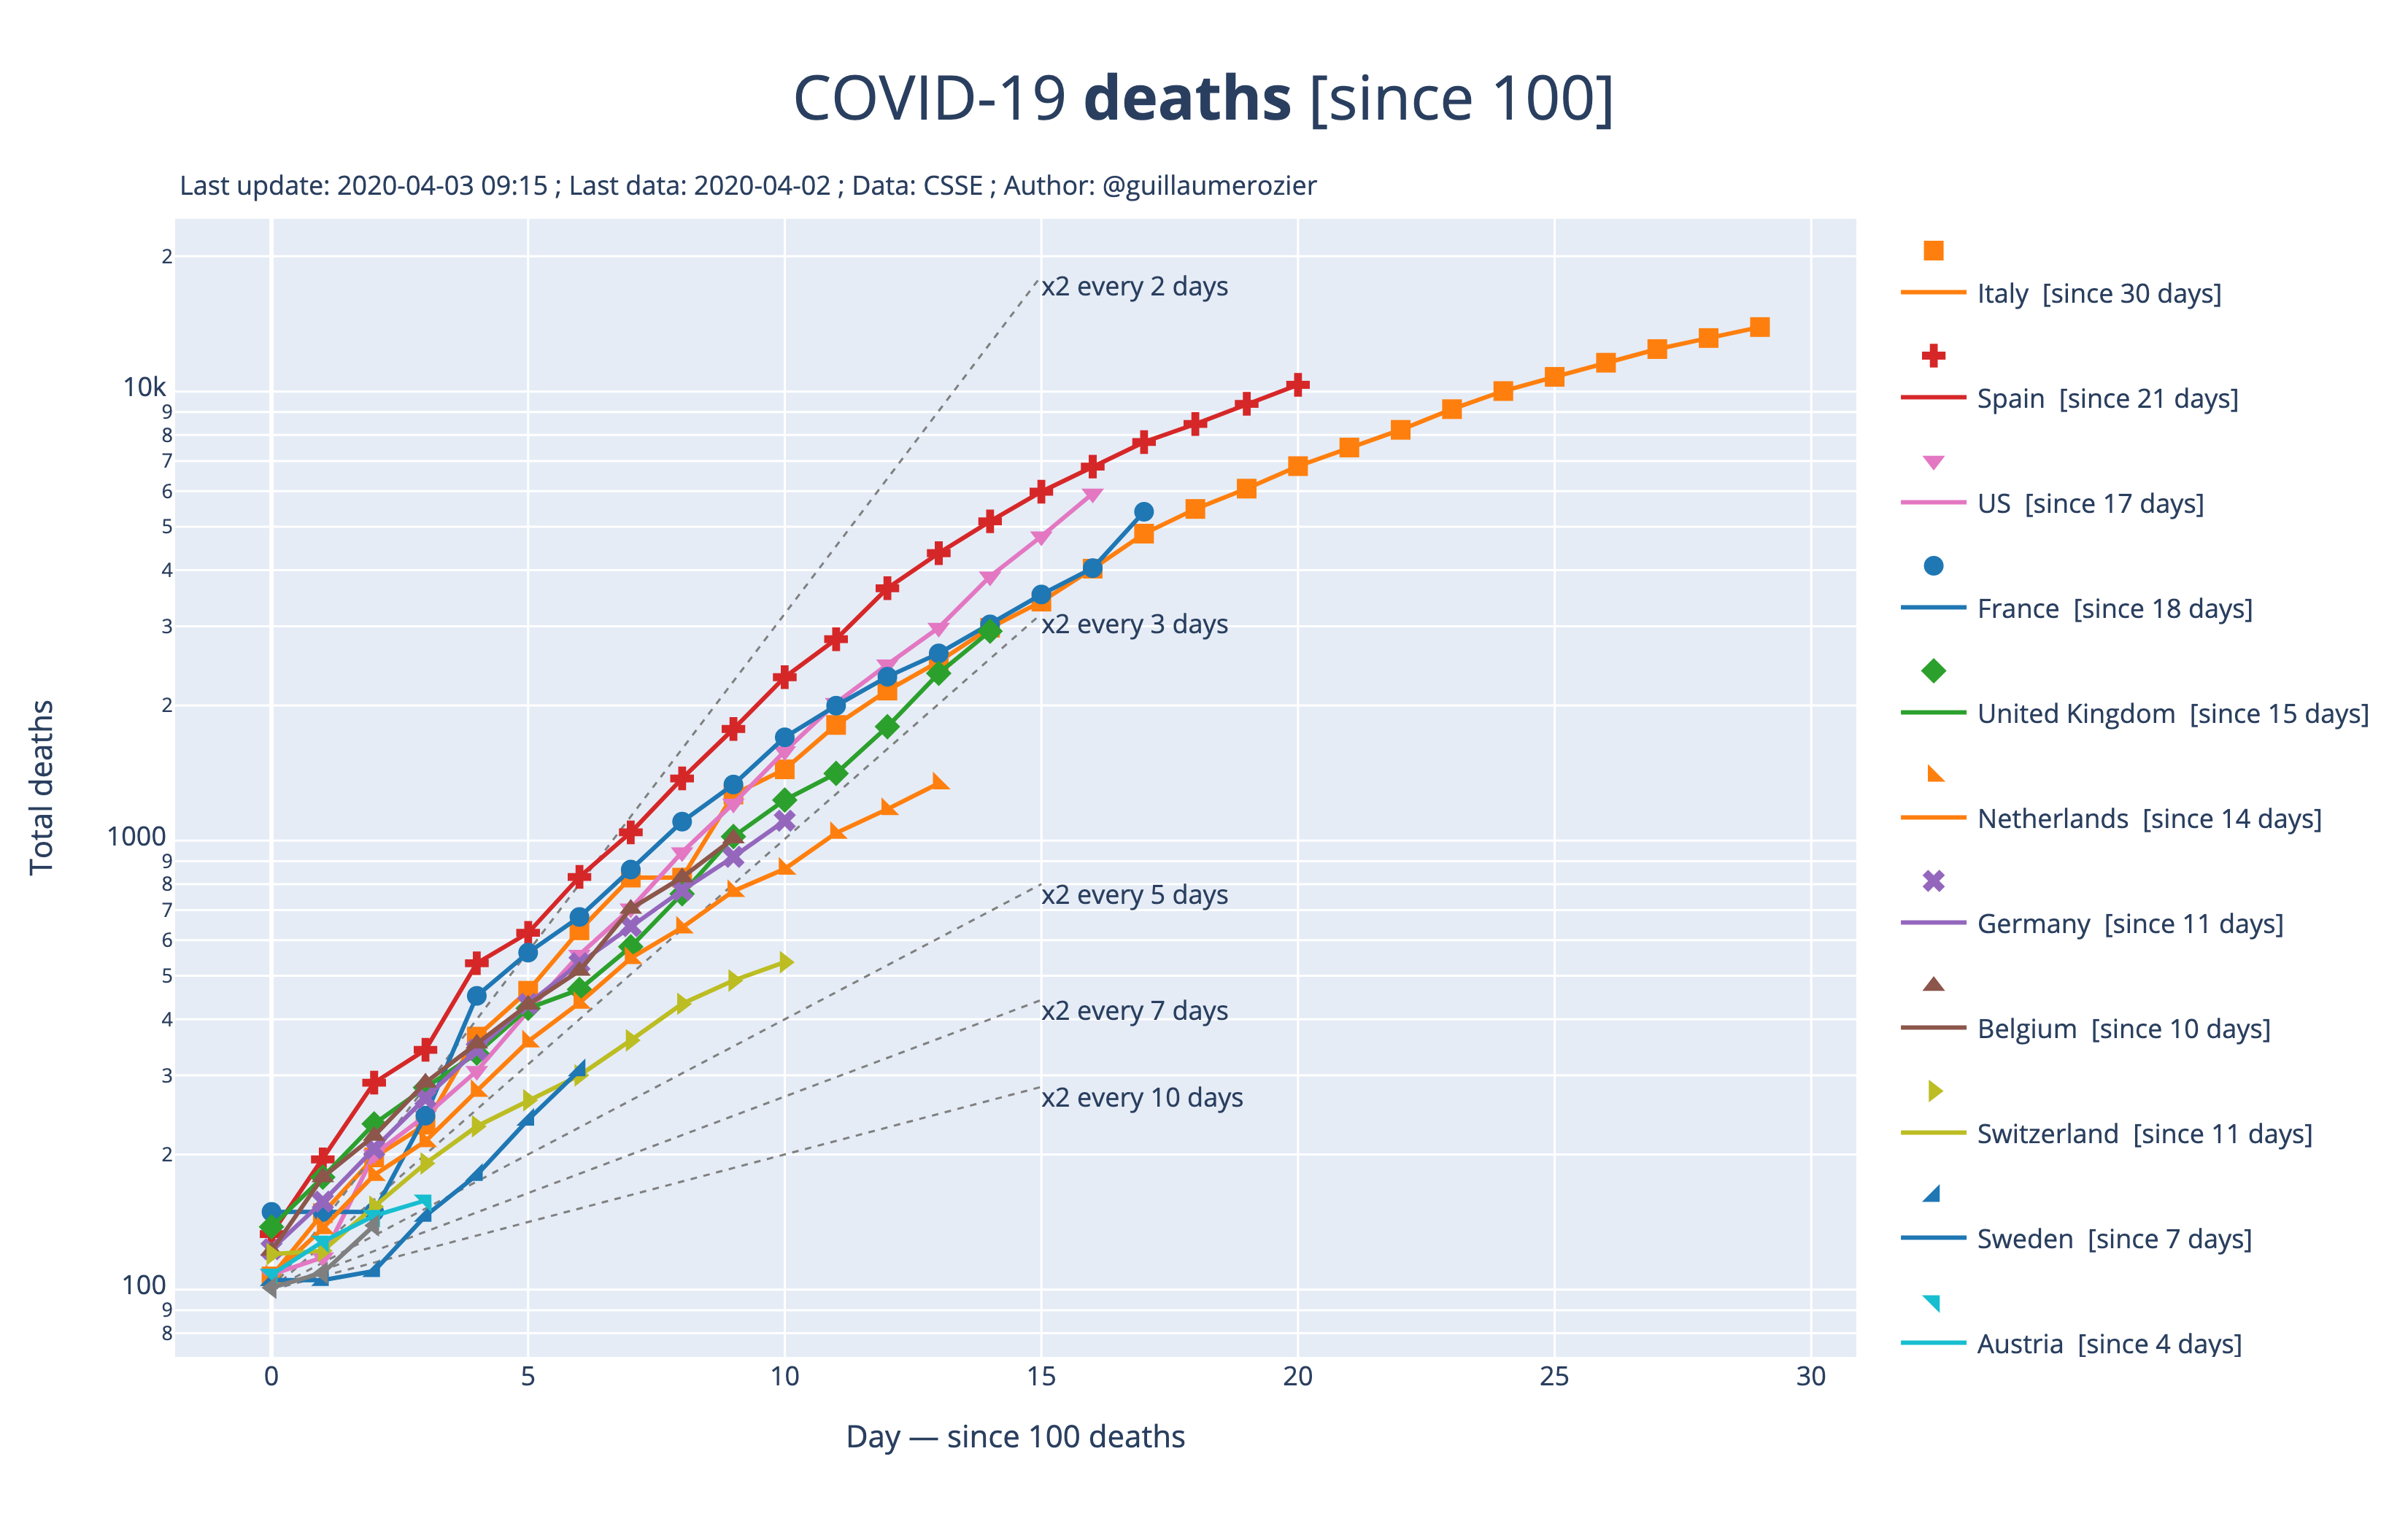 COVID-19 deaths [since 100]
Last update: 2020-04-03 09:15 ; Last data: 2020-04-02 ; Data: CSSE ; Author: @guillaumerozier
Total deaths
2
10k
9
8
7
6
5
4
3
2
1000
9
8
7
6
5
4
3
2
100
9
8
x2 every 2 days
x2 every 3 days
x2 every 5 days
x2 every 7 days
x2 every 10 days
0 5 10 15 20 25 30
Day — since 100 deaths
Italy [since 30 days]
Spain [since 21 days]
US [since 17 days]
France [since 18 days]
United Kingdom [since 15 days]
Netherlands [since 14 days]
Germany [since 11 days]
Belgium [since 10 days]
Switzerland [since 11 days]
Sweden [since 7 days]
Austria [since 4 days]